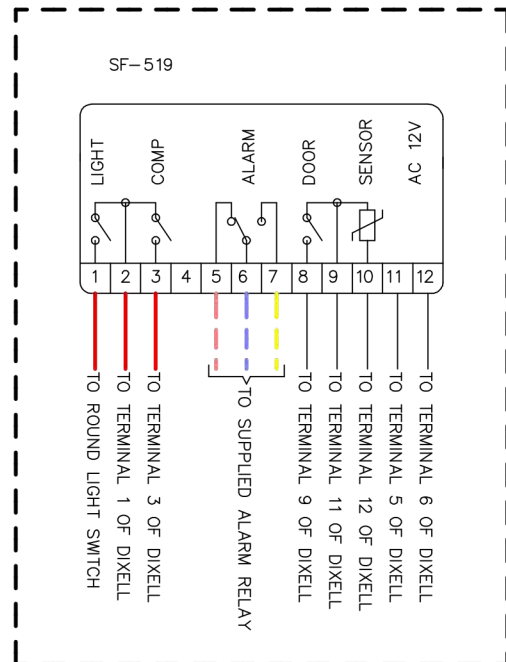 SF-519
LIGHT
COMP
ALARM
DOOR
SENSOR
AC 12V
1 2 3 4 5 6 7 8 9 10 11 12
TO ROUND LIGHT SWITCH
TO TERMINAL 1 OF DIXELL
TO TERMINAL 3 OF DIXELL
TO SUPPLIED ALARM RELAY
TO TERMINAL 9 OF DIXELL
TO TERMINAL 11 OF DIXELL
TO TERMINAL 12 OF DIXELL
TO TERMINAL 5 OF DIXELL
TO TERMINAL 6 OF DIXELL